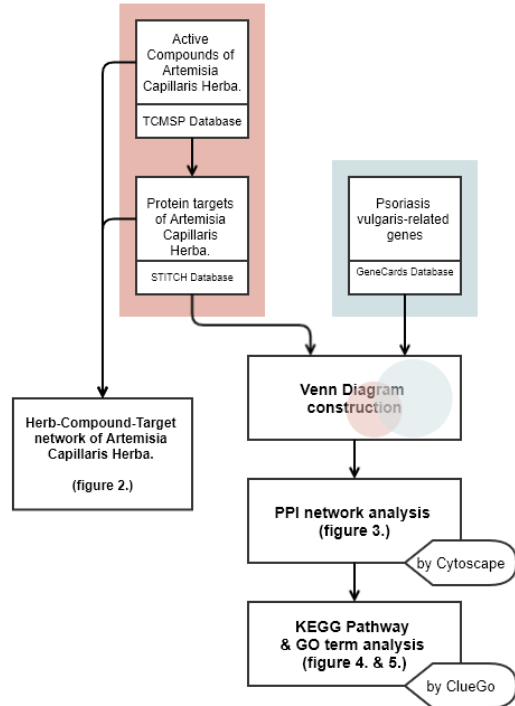 Active
Compounds of
Artemisia
Capillaris Herba.
TCMSP Database
Protein targets
of Artemisia
Capillaris
Herba.
STITCH Database
Psoriasis
vulgaris-related
genes
GeneCards Database
Venn Diagram
construction
Herb-Compound-Target
network of Artemisia
Capillaris Herba.
(figure 2.)
PPI network analysis
(figure 3.)
by Cytoscape
KEGG Pathway
& GO term analysis
(figure 4. & 5.)
by ClueGo